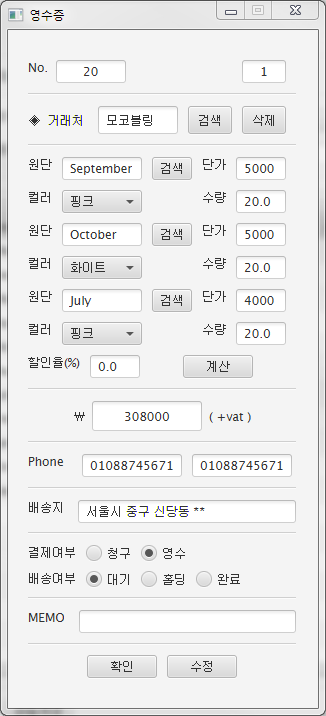 영수증
No. 20 1
◈ 거래처 모코블링 검색 삭제
원단 September 검색 단가 5000
컬러 핑크 수량 20.0
원단 October 검색 단가 5000
컬러 화이트 수량 20.0
원단 July 검색 단가 4000
컬러 핑크 수량 20.0
할인율(%) 0.0 계산
₩ 308000 ( +vat )
Phone 01088745671 01088745671
배송지 서울시 중구 신당동 **
결제여부 청구 영수
배송여부 대기 홀딩 완료
MEMO
확인 수정